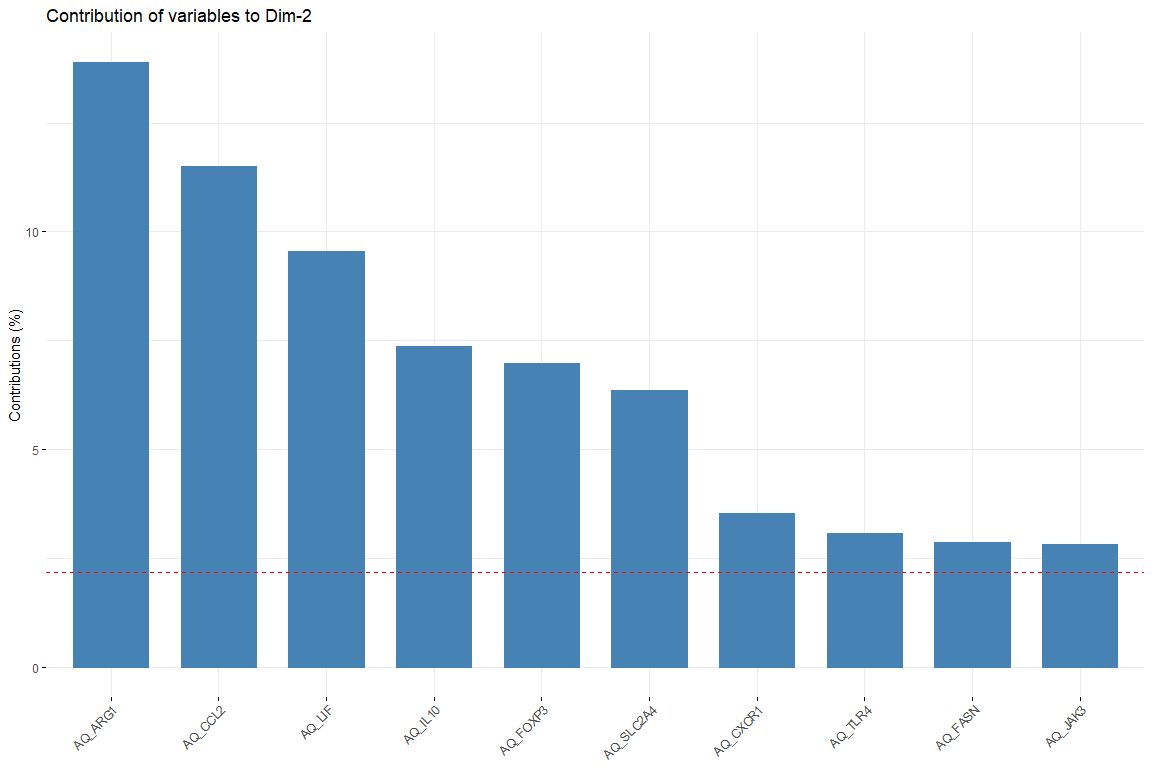 Contribution of variables to Dim-2
Contributions (%)
10
5
0
AQ_ARG1
AQ_CCL2
AQ_LIF
AQ_IL10
AQ_FOXP3
AQ_SLC2A4
AQ_CXCR1
AQ_TLR4
AQ_FASN
AQ_JAK3